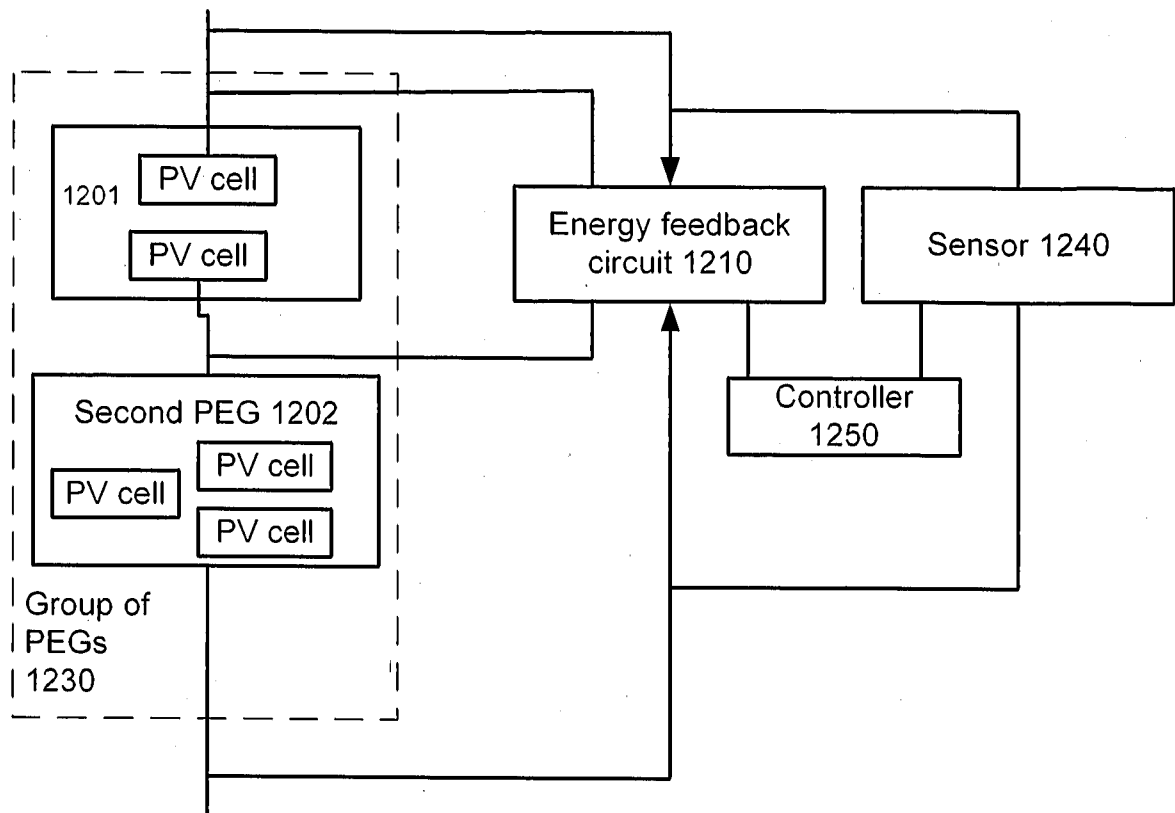 1201
PV cell
PV cell
Second PEG 1202
PV cell
PV cell
PV cell
Group of
PEGs
1230
Energy feedback
circuit 1210
Sensor 1240
Controller
1250